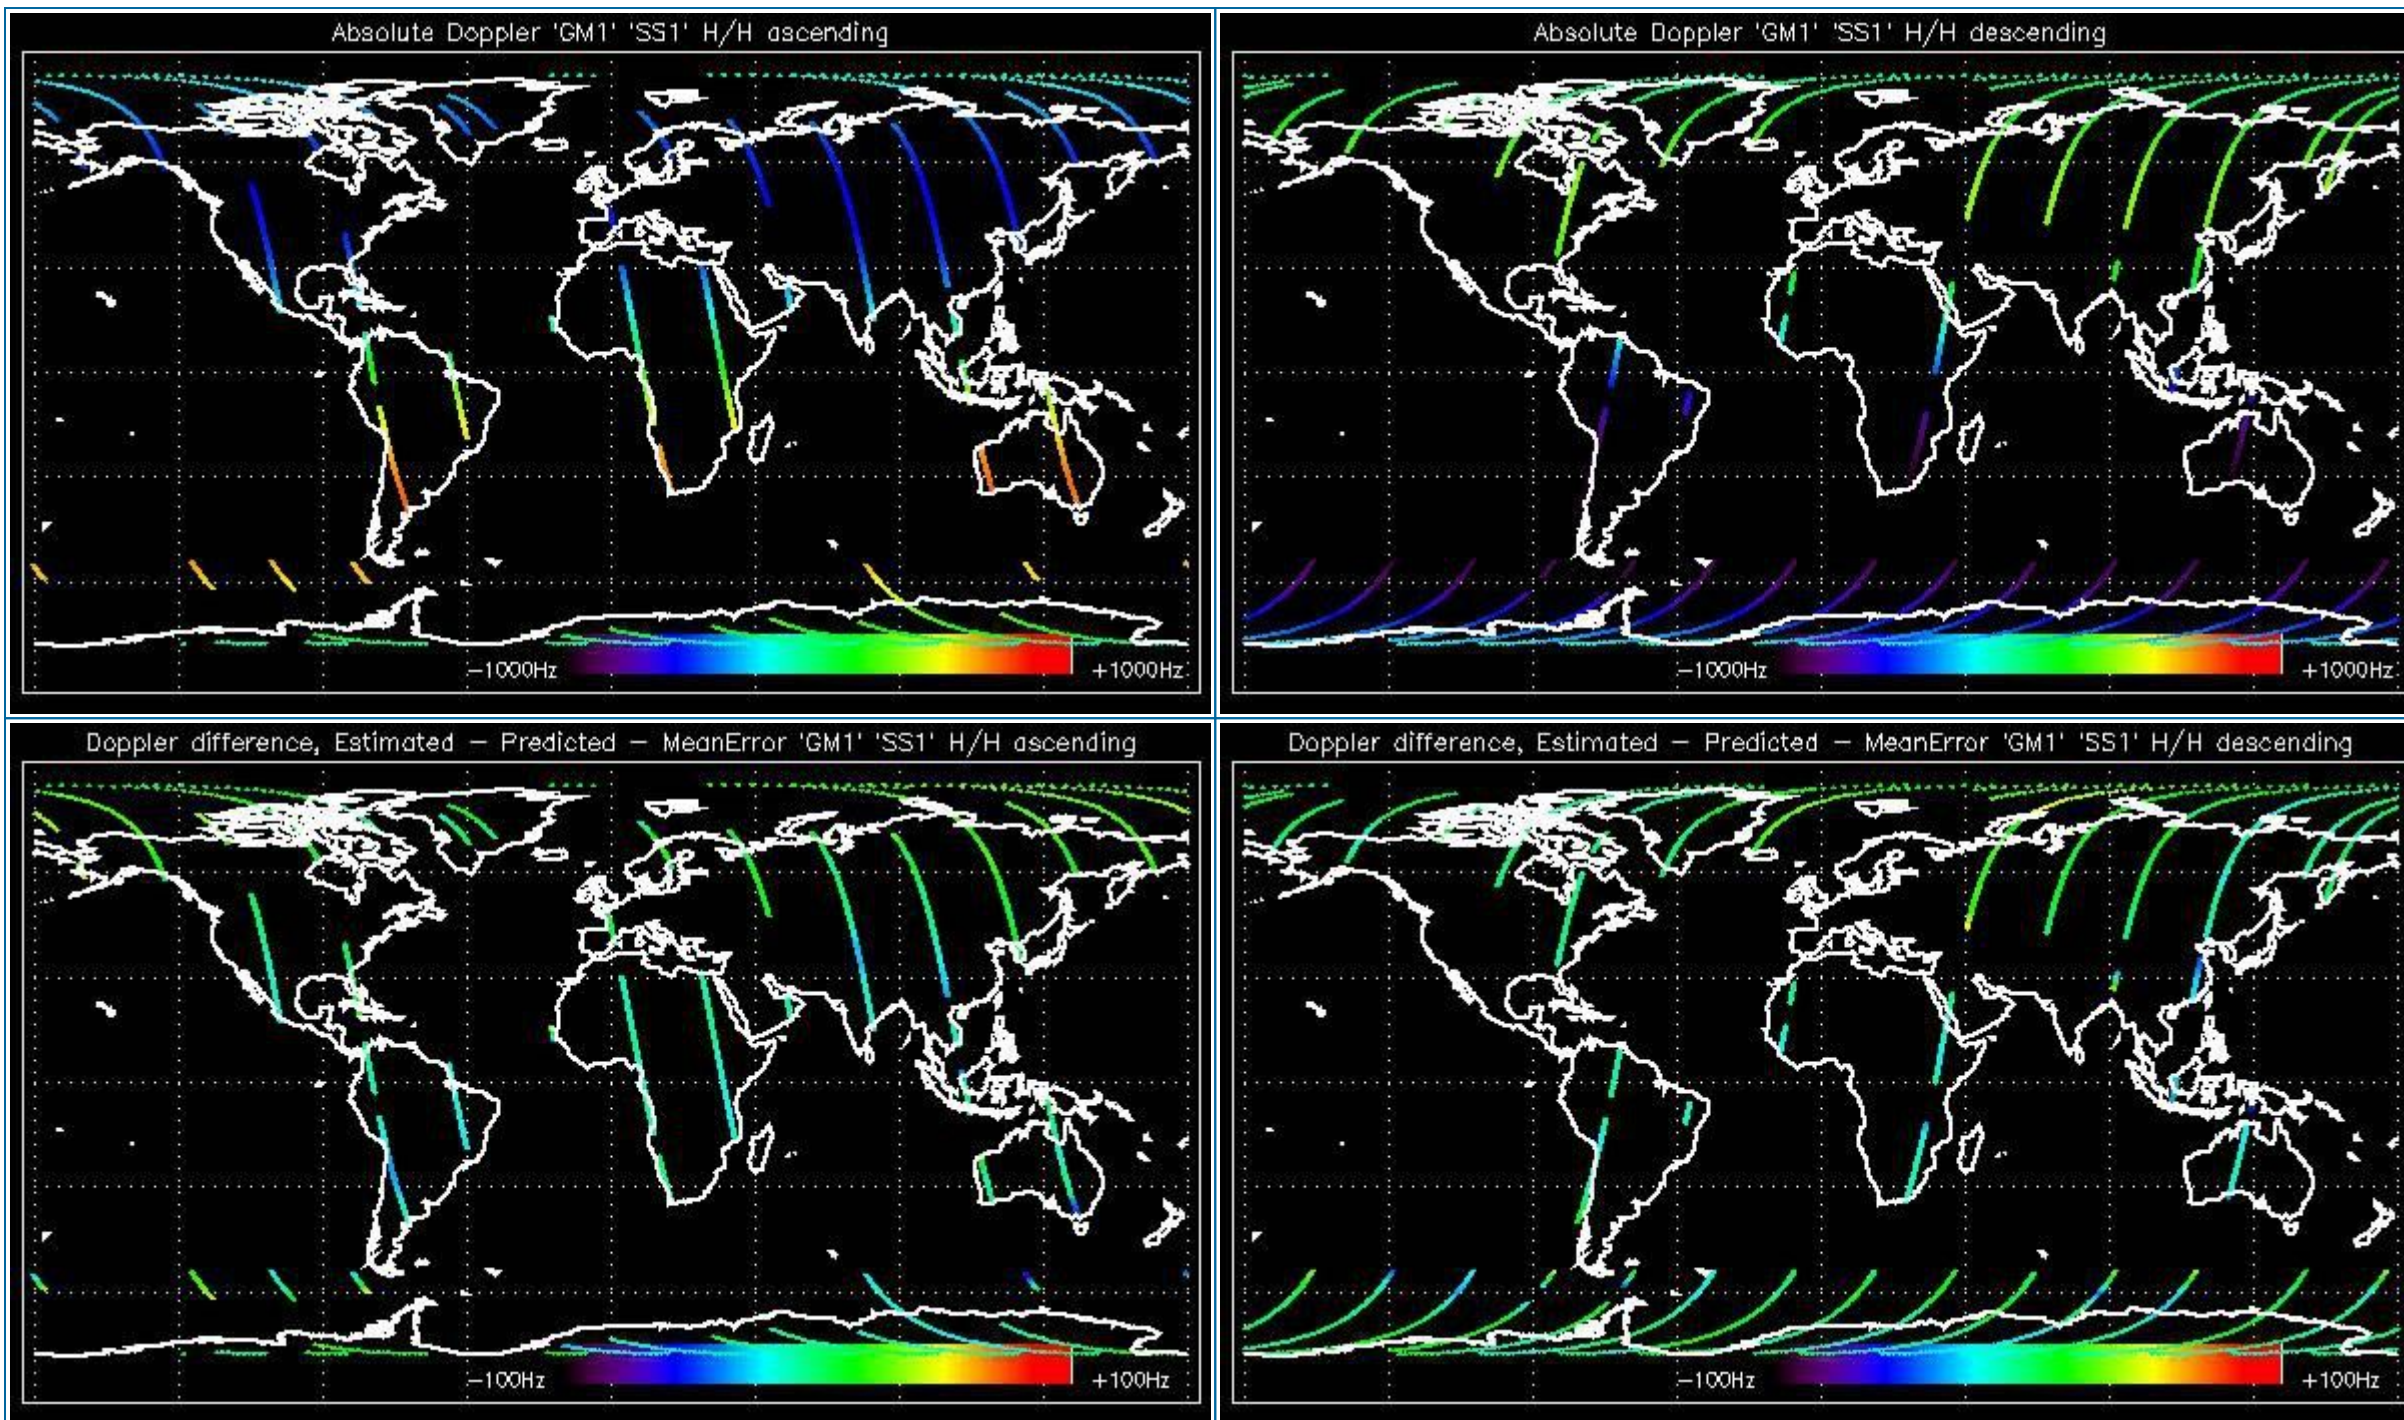 Absolute Doppler 'GM1' 'SS1' H/H ascending
−1000Hz
+1000Hz
Absolute Doppler 'GM1' 'SS1' H/H descending
−1000Hz
+1000Hz
Doppler difference, Estimated − Predicted − MeanError 'GM1' 'SS1' H/H ascending
−100Hz
+100Hz
Doppler difference, Estimated − Predicted − MeanError 'GM1' 'SS1' H/H descending
−100Hz
+100Hz